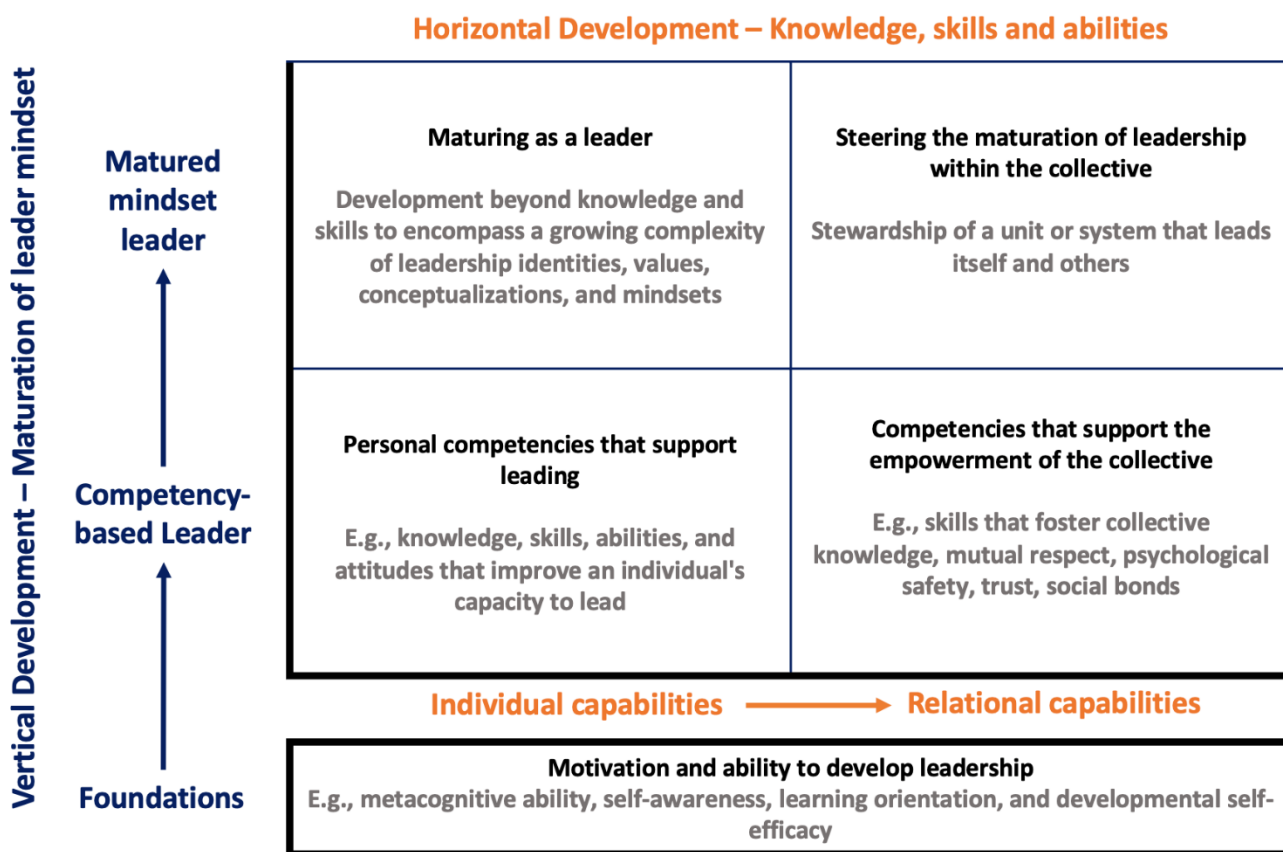 Horizontal Development – Knowledge, skills and abilities
Vertical Development – Maturation of leader mindset
Matured
mindset
leader
Maturing as a leader
Development beyond knowledge and
skills to encompass a growing complexity
of leadership identities, values,
conceptualizations, and mindsets
Steering the maturation of leadership
within the collective
Stewardship of a unit or system that leads
itself and others
Competency-
based Leader
Personal competencies that support
leading
E.g., knowledge, skills, abilities, and
attitudes that improve an individual's
capacity to lead
Competencies that support the
empowerment of the collective
E.g., skills that foster collective
knowledge, mutual respect, psychological
safety, trust, social bonds
Individual capabilities
Relational capabilities
Foundations
Motivation and ability to develop leadership
E.g., metacognitive ability, self-awareness, learning orientation, and developmental self-
efficacy